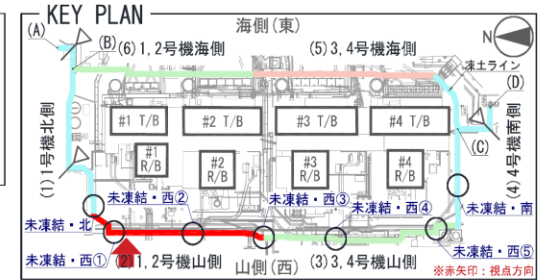 KEY PLAN
海側(東)
(A)
(B)
(6)1,2号機海側
(5)3,4号機海側
N
凍土ライン
(D)
#1 T/B
#2 T/B
#3 T/B
#4 T/B
(1)1号機北側
#1
R/B
#2
R/B
#3
R/B
#4
R/B
(C)
(4)4号機南側
未凍結・西②
未凍結・西③
未凍結・西④
未凍結・南
未凍結・北
未凍結・西①
(2)1,2号機山側
山側(西)
(3)3,4号機山側
未凍結・西⑤
※赤矢印：視点方向